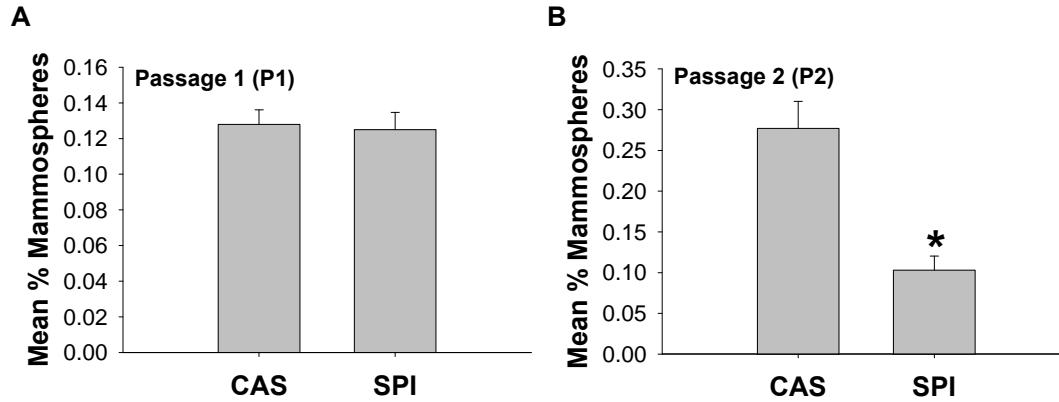 A
Mean % Mammospheres
Passage 1 (P1)
0.16
0.14
0.12
0.10
0.08
0.06
0.04
0.02
0.00
CAS SPI
B
Mean % Mammospheres
Passage 2 (P2)
0.35
0.30
0.25
0.20
0.15
0.10
0.05
0.00
*
CAS SPI